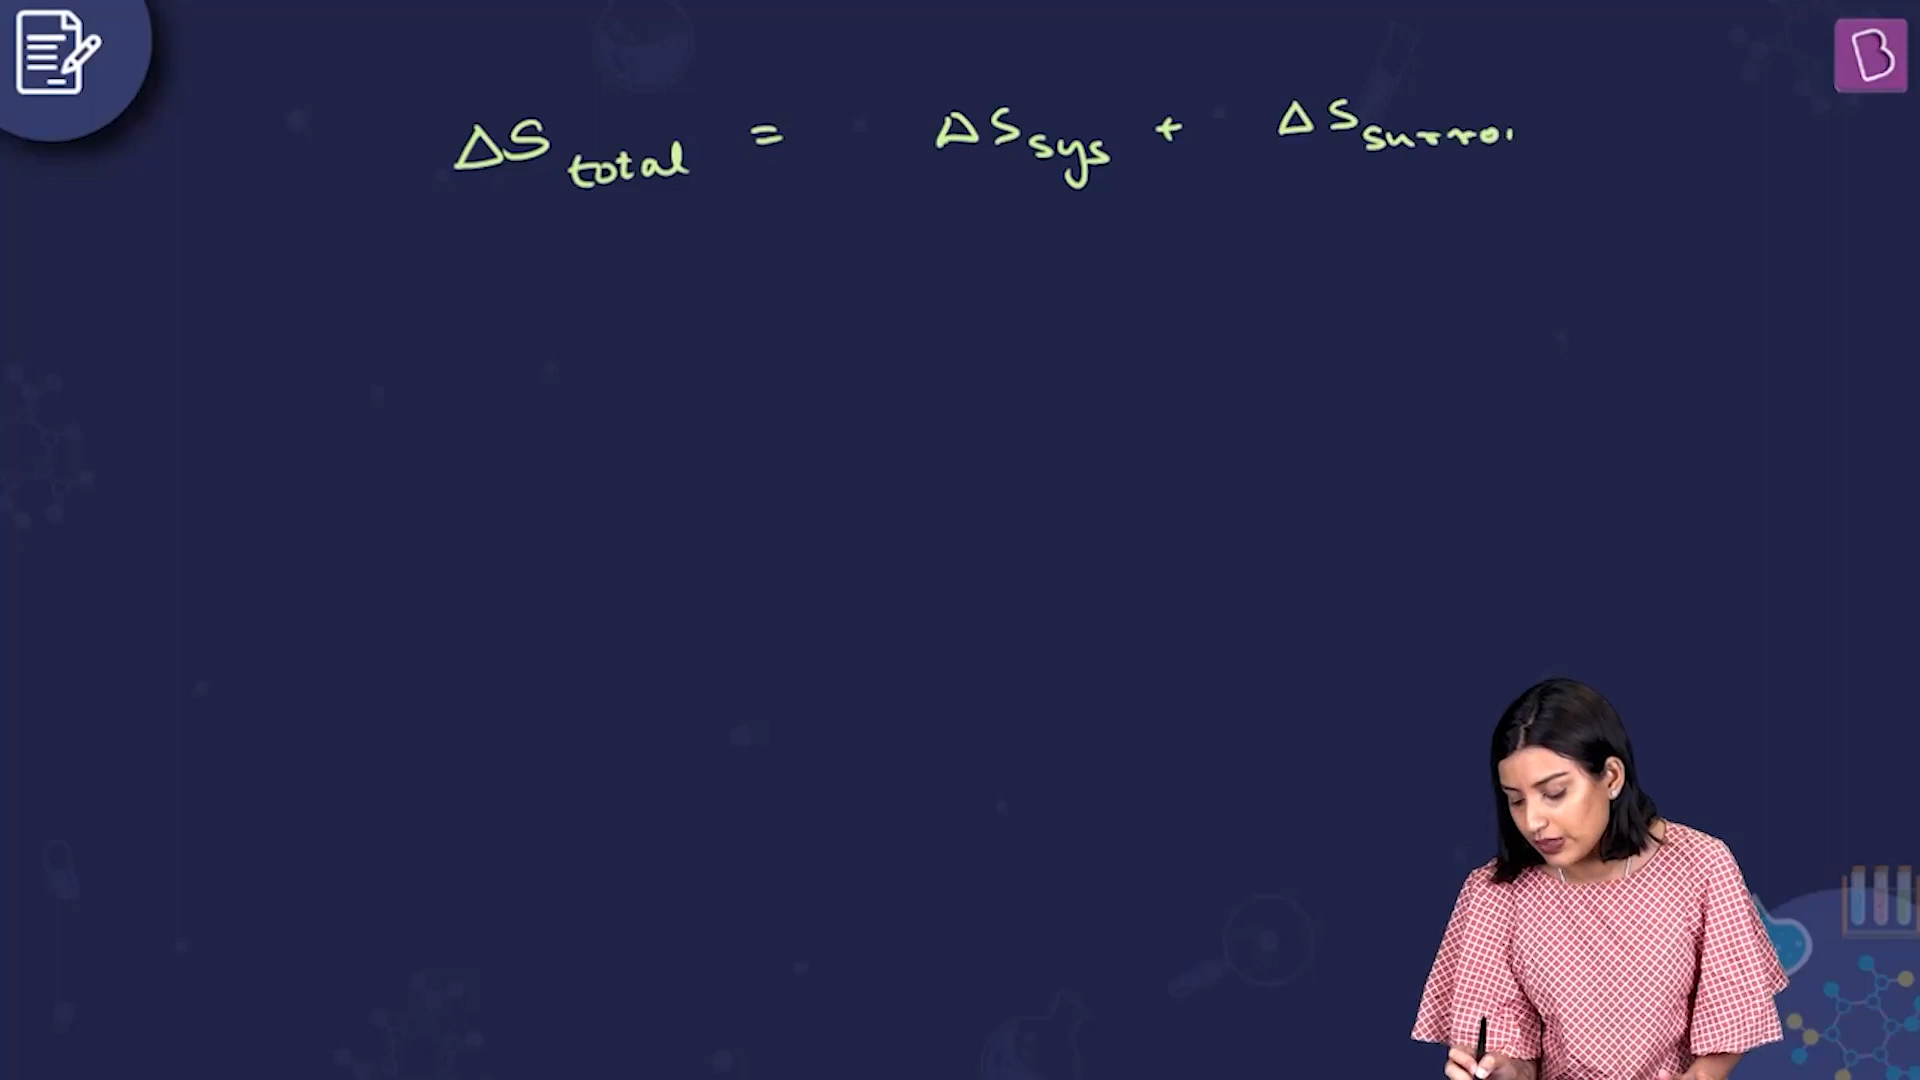 ΔS total = ΔS sys + ΔS surro.
B